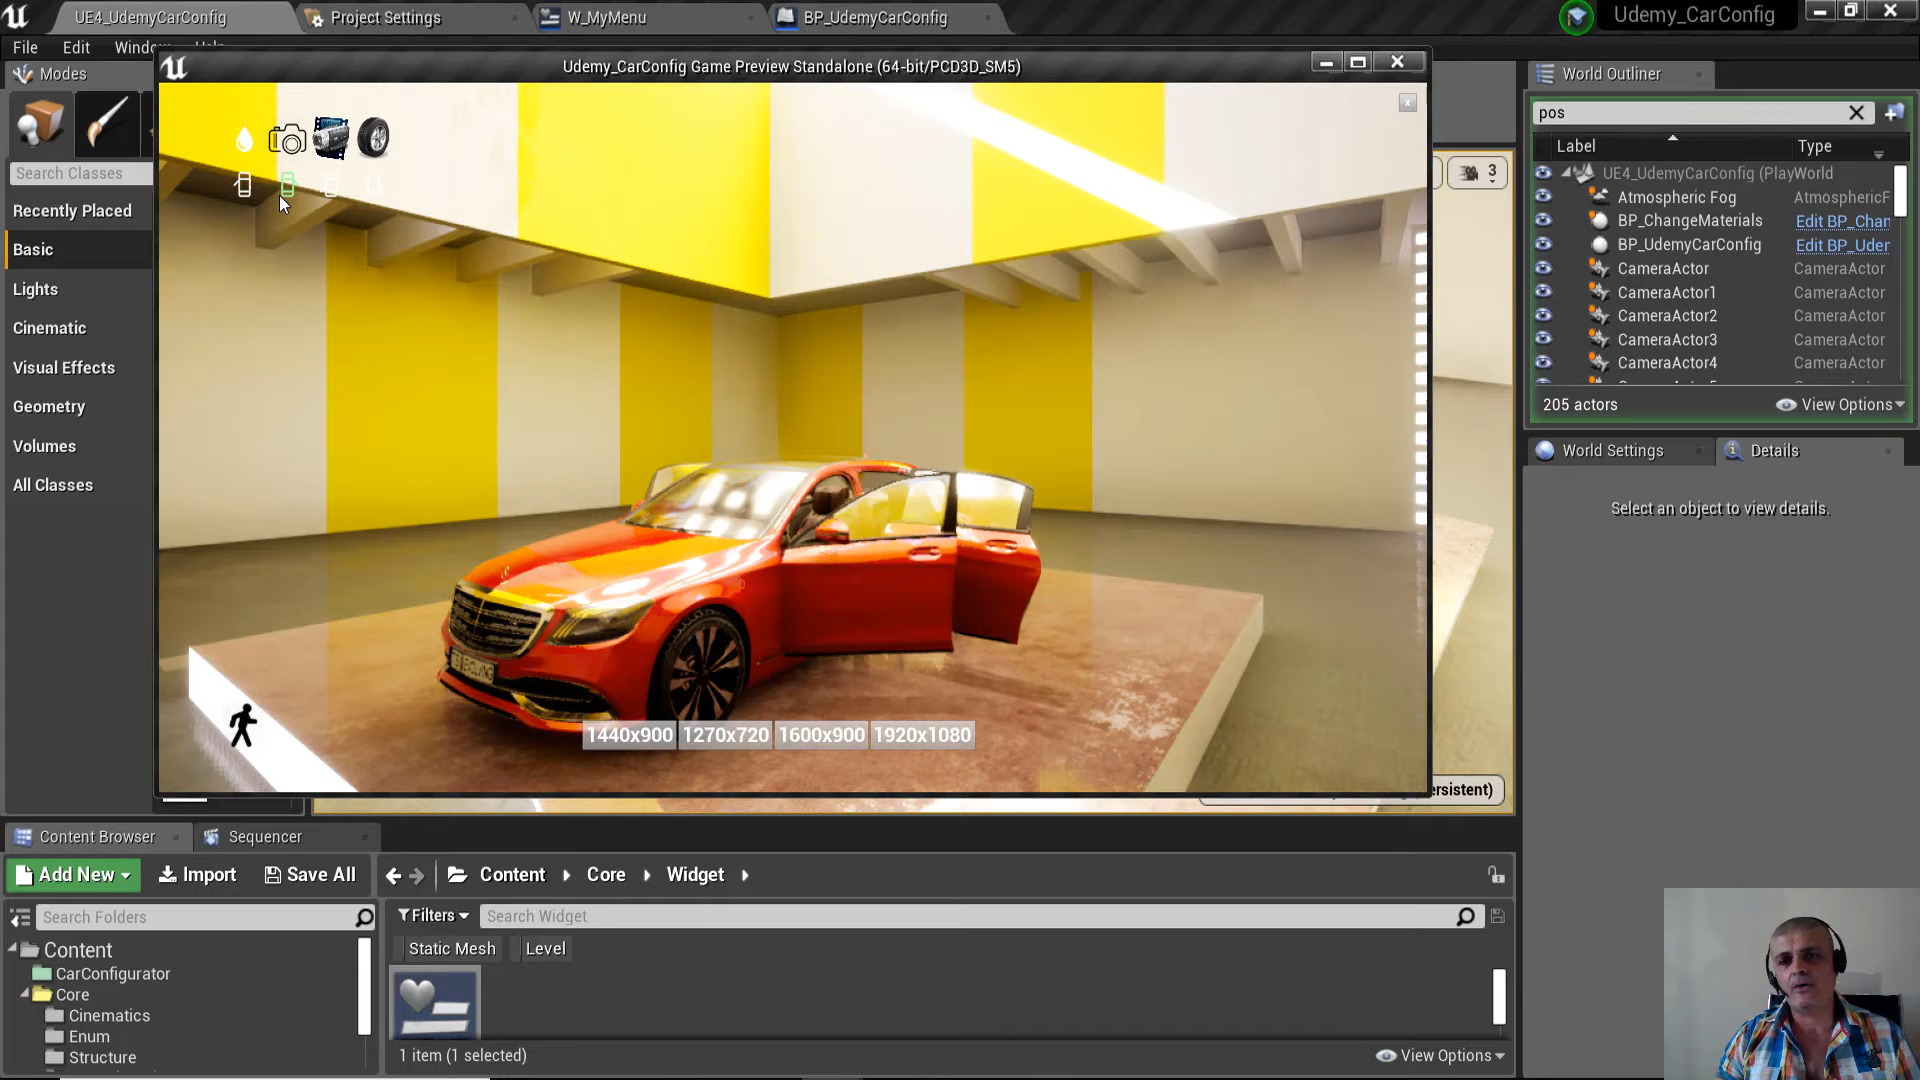 UE4_UdemyCarConfig
Project Settings
W_MyMenu
BP_UdemyCarConfig
Udemy_CarConfig
File
Edit
Modes
Udemy_CarConfig Game Preview Standalone (64-bit/PCD3D_SM5)
World Outliner
pos
Label
Type
Search Classes
Recently Placed
Basic
Lights
Cinematic
Visual Effects
Geometry
Volumes
All Classes
3
UE4_UdemyCarConfig (PlayWorld
Atmospheric Fog
AtmosphericF
BP_ChangeMaterials
Edit BP_Chan
BP_UdemyCarConfig
Edit BP_Uder
CameraActor
CameraActor
CameraActor1
CameraActor
CameraActor2
CameraActor
CameraActor3
CameraActor
CameraActor4
CameraActor
205 actors
View Options
World Settings
Details
Select an object to view details.
1440x900
1270x720
1600x900
1920x1080
ersistent)
Content Browser
Sequencer
Add New
Import
Save All
Content
Core
Widget
Search Folders
Filters
Search Widget
Static Mesh
Level
Content
CarConfigurator
Core
Cinematics
Enum
Structure
1 item (1 selected)
View Options